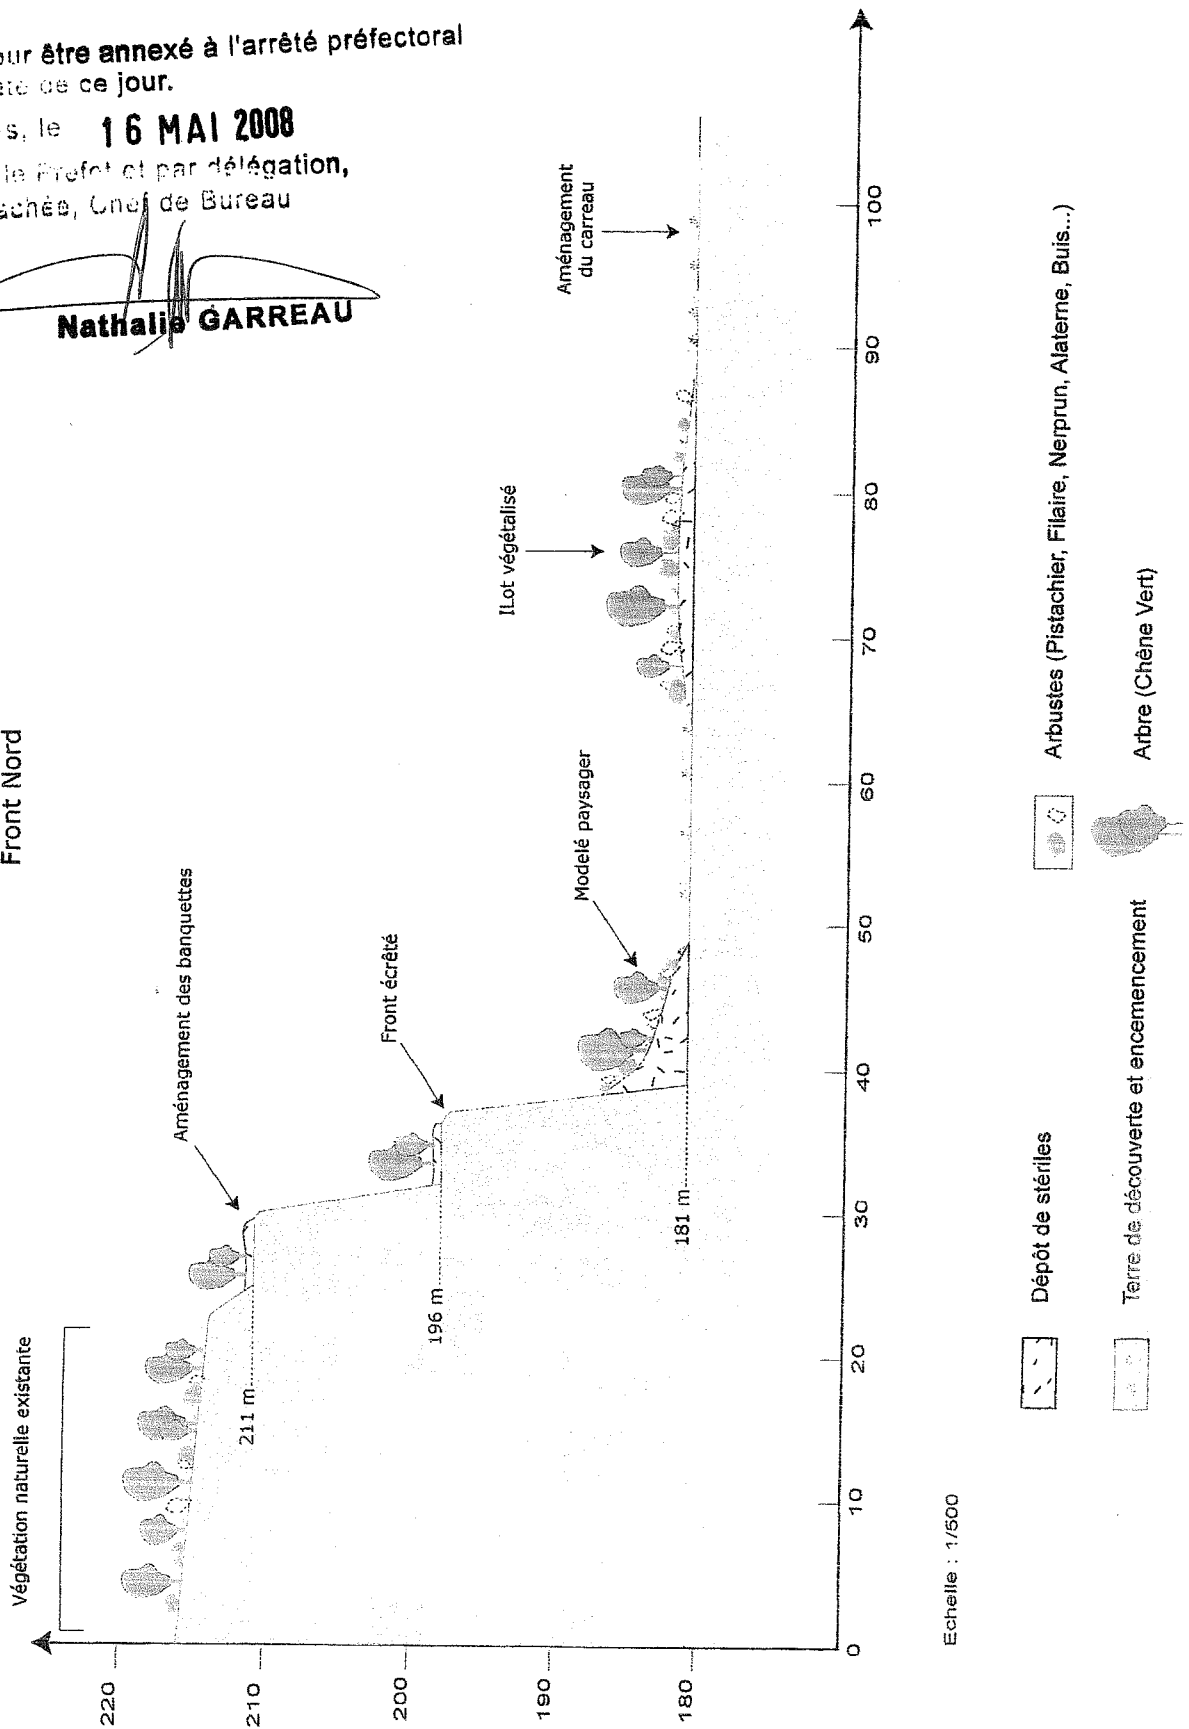 être annexé à l'arrêté préfectoral
de ce jour.
s, le 16 MAI 2008
le Préfet et par délégation,
de Bureau
Nathalie GARREAU
Front Nord
Végétation naturelle existante
Aménagement des banquettes
Front écrêté
Modelé paysager
ILot végétalisé
Aménagement
du carreau
220
210
200
190
180
211 m
196 m
181 m
0
10
20
30
40
50
60
70
80
90
100
Echelle : 1/500
Dépôt de stériles
Arbustes (Pistachier, Filaire, Nerprun, Alaterne, Buis...)
Terre de découverte et encemencement
Arbre (Chêne Vert)